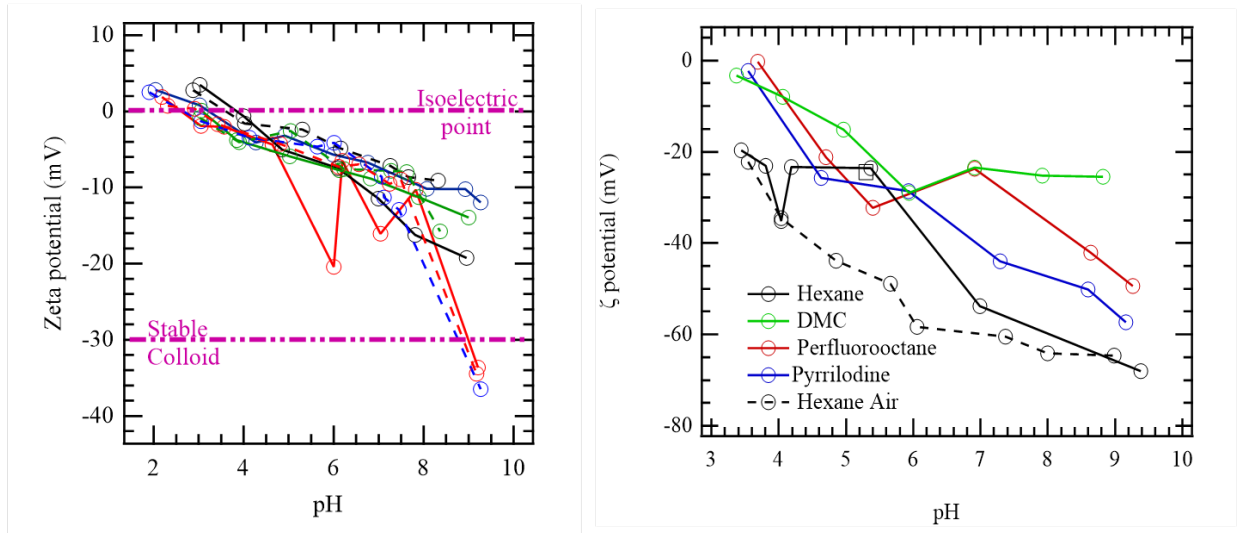 10
0
-10
-20
-30
-40
Zeta potential (mV)
Isoelectric
point
Stable
Colloid
2
4
6
8
10
pH
0
-20
-40
-60
-80
ζ potential (mV)
Hexane
DMC
Perfluorooctane
Pyrrilodine
Hexane Air
3
4
5
6
7
8
9
10
pH